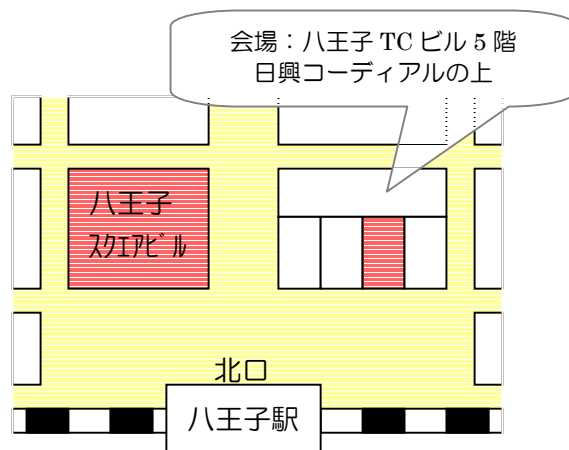 会場：八王子 TC ビル 5 階
日興コーディアルの上
八王子
ｽｸｴｱﾋﾞﾙ
北口
八王子駅